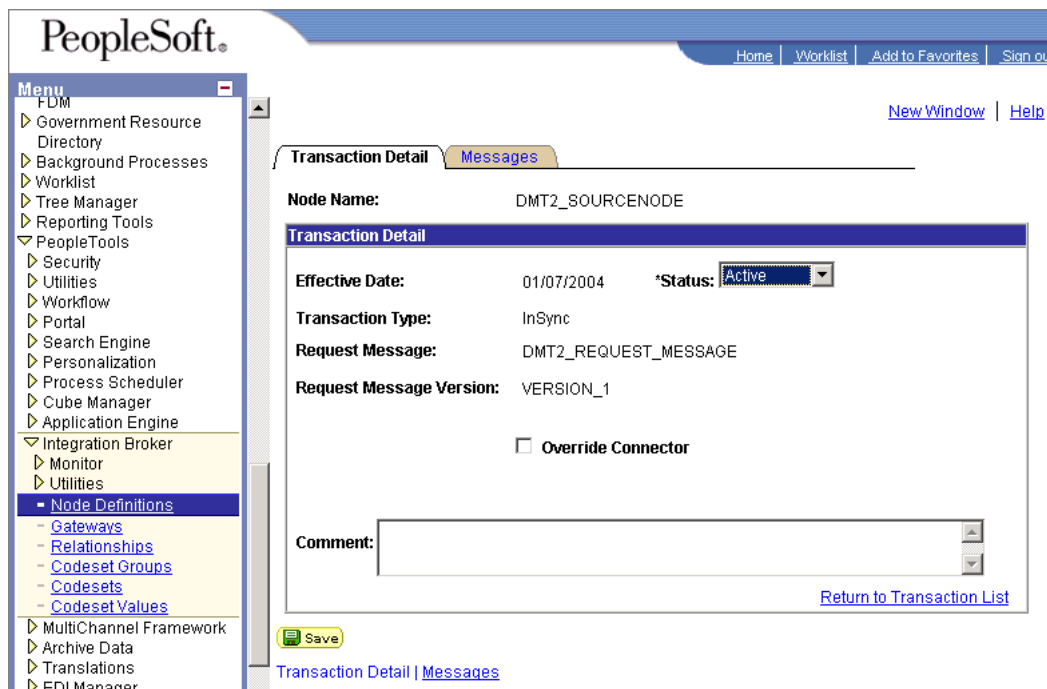 PeopleSoft®
Home | Worklist | Add to Favorites | Sign ou
Menu
FDM
Government Resource
Directory
Background Processes
Worklist
Tree Manager
Reporting Tools
PeopleTools
Security
Utilities
Workflow
Portal
Search Engine
Personalization
Process Scheduler
Cube Manager
Application Engine
Integration Broker
Monitor
Utilities
Node Definitions
Gateways
Relationships
Codeset Groups
Codesets
Codeset Values
MultiChannel Framework
Archive Data
Translations
EDI Manager
New Window | Help
Transaction Detail Messages
Node Name: DMT2_SOURCENODE
Transaction Detail
Effective Date: 01/07/2004 *Status: Active
Transaction Type: InSync
Request Message: DMT2_REQUEST_MESSAGE
Request Message Version: VERSION_1
Override Connector
Comment:
Return to Transaction List
Save
Transaction Detail | Messages